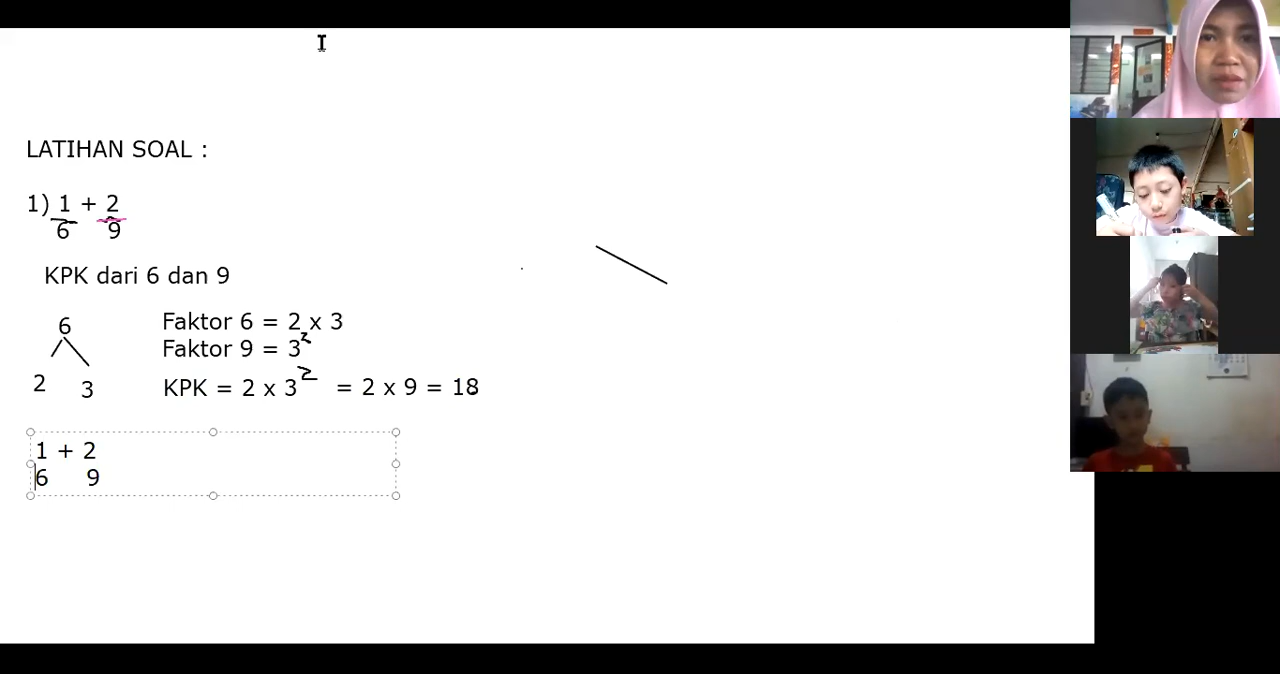 LATIHAN SOAL :
1) 1 + 2
6 9
KPK dari 6 dan 9
6
2 3
Faktor 6 = 2 x 3
Faktor 9 = 3²
KPK = 2 x 3² = 2 x 9 = 18
1 + 2
6 9